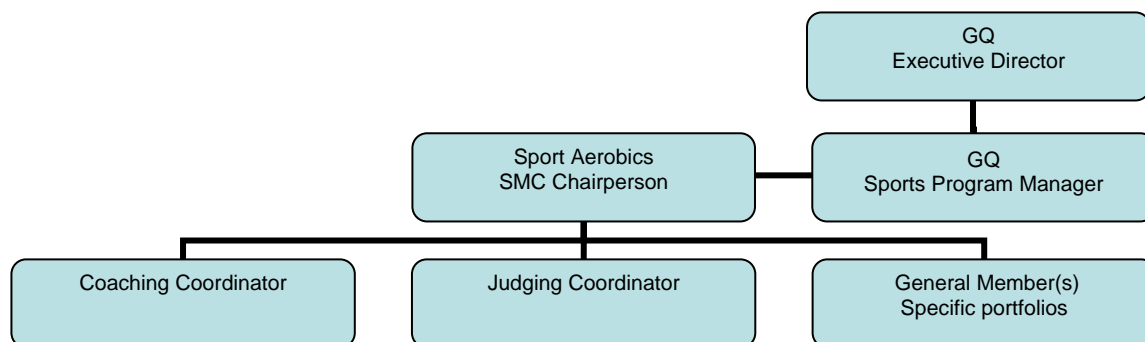 GQ
Executive Director
Sport Aerobics
SMC Chairperson
GQ
Sports Program Manager
Coaching Coordinator
Judging Coordinator
General Member(s)
Specific portfolios